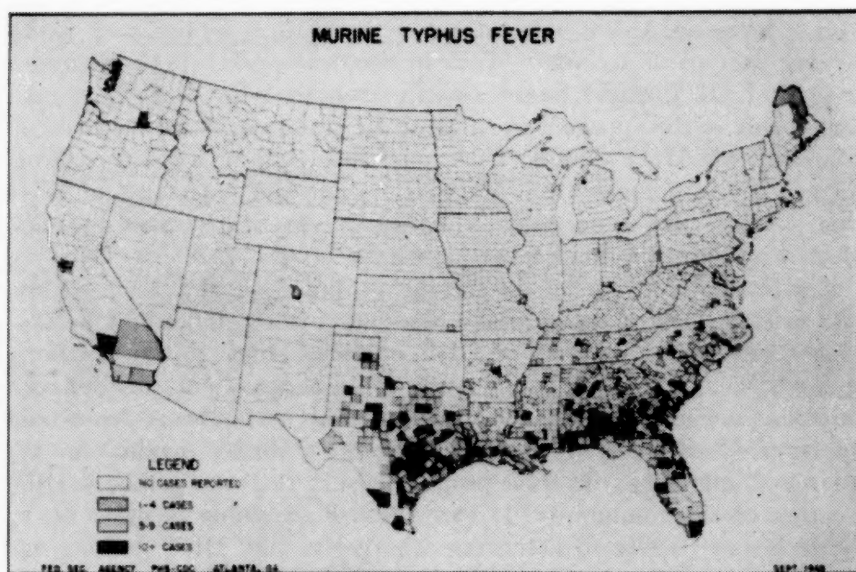 MURINE TYPHUS FEVER
LEGEND
NO CASES REPORTED
1-4 CASES
5-9 CASES
10+ CASES
FED. SEC. AGENCY PHS-CDC ATLANTA, GA.
SEPT.